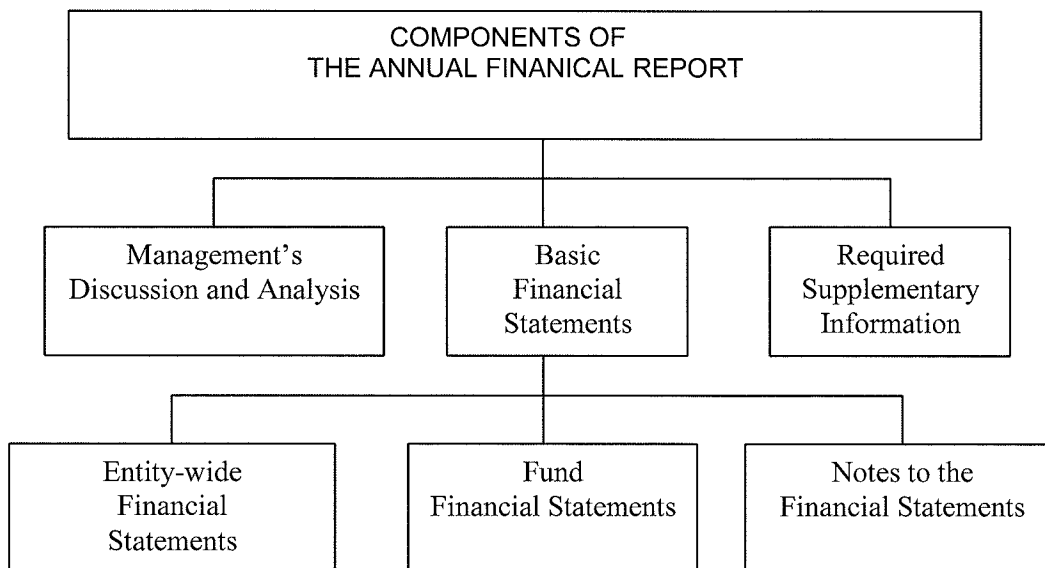 COMPONENTS OF
THE ANNUAL FINANICAL REPORT
Management's
Discussion and Analysis
Basic
Financial
Statements
Required
Supplementary
Information
Entity-wide
Financial
Statements
Fund
Financial Statements
Notes to the
Financial Statements